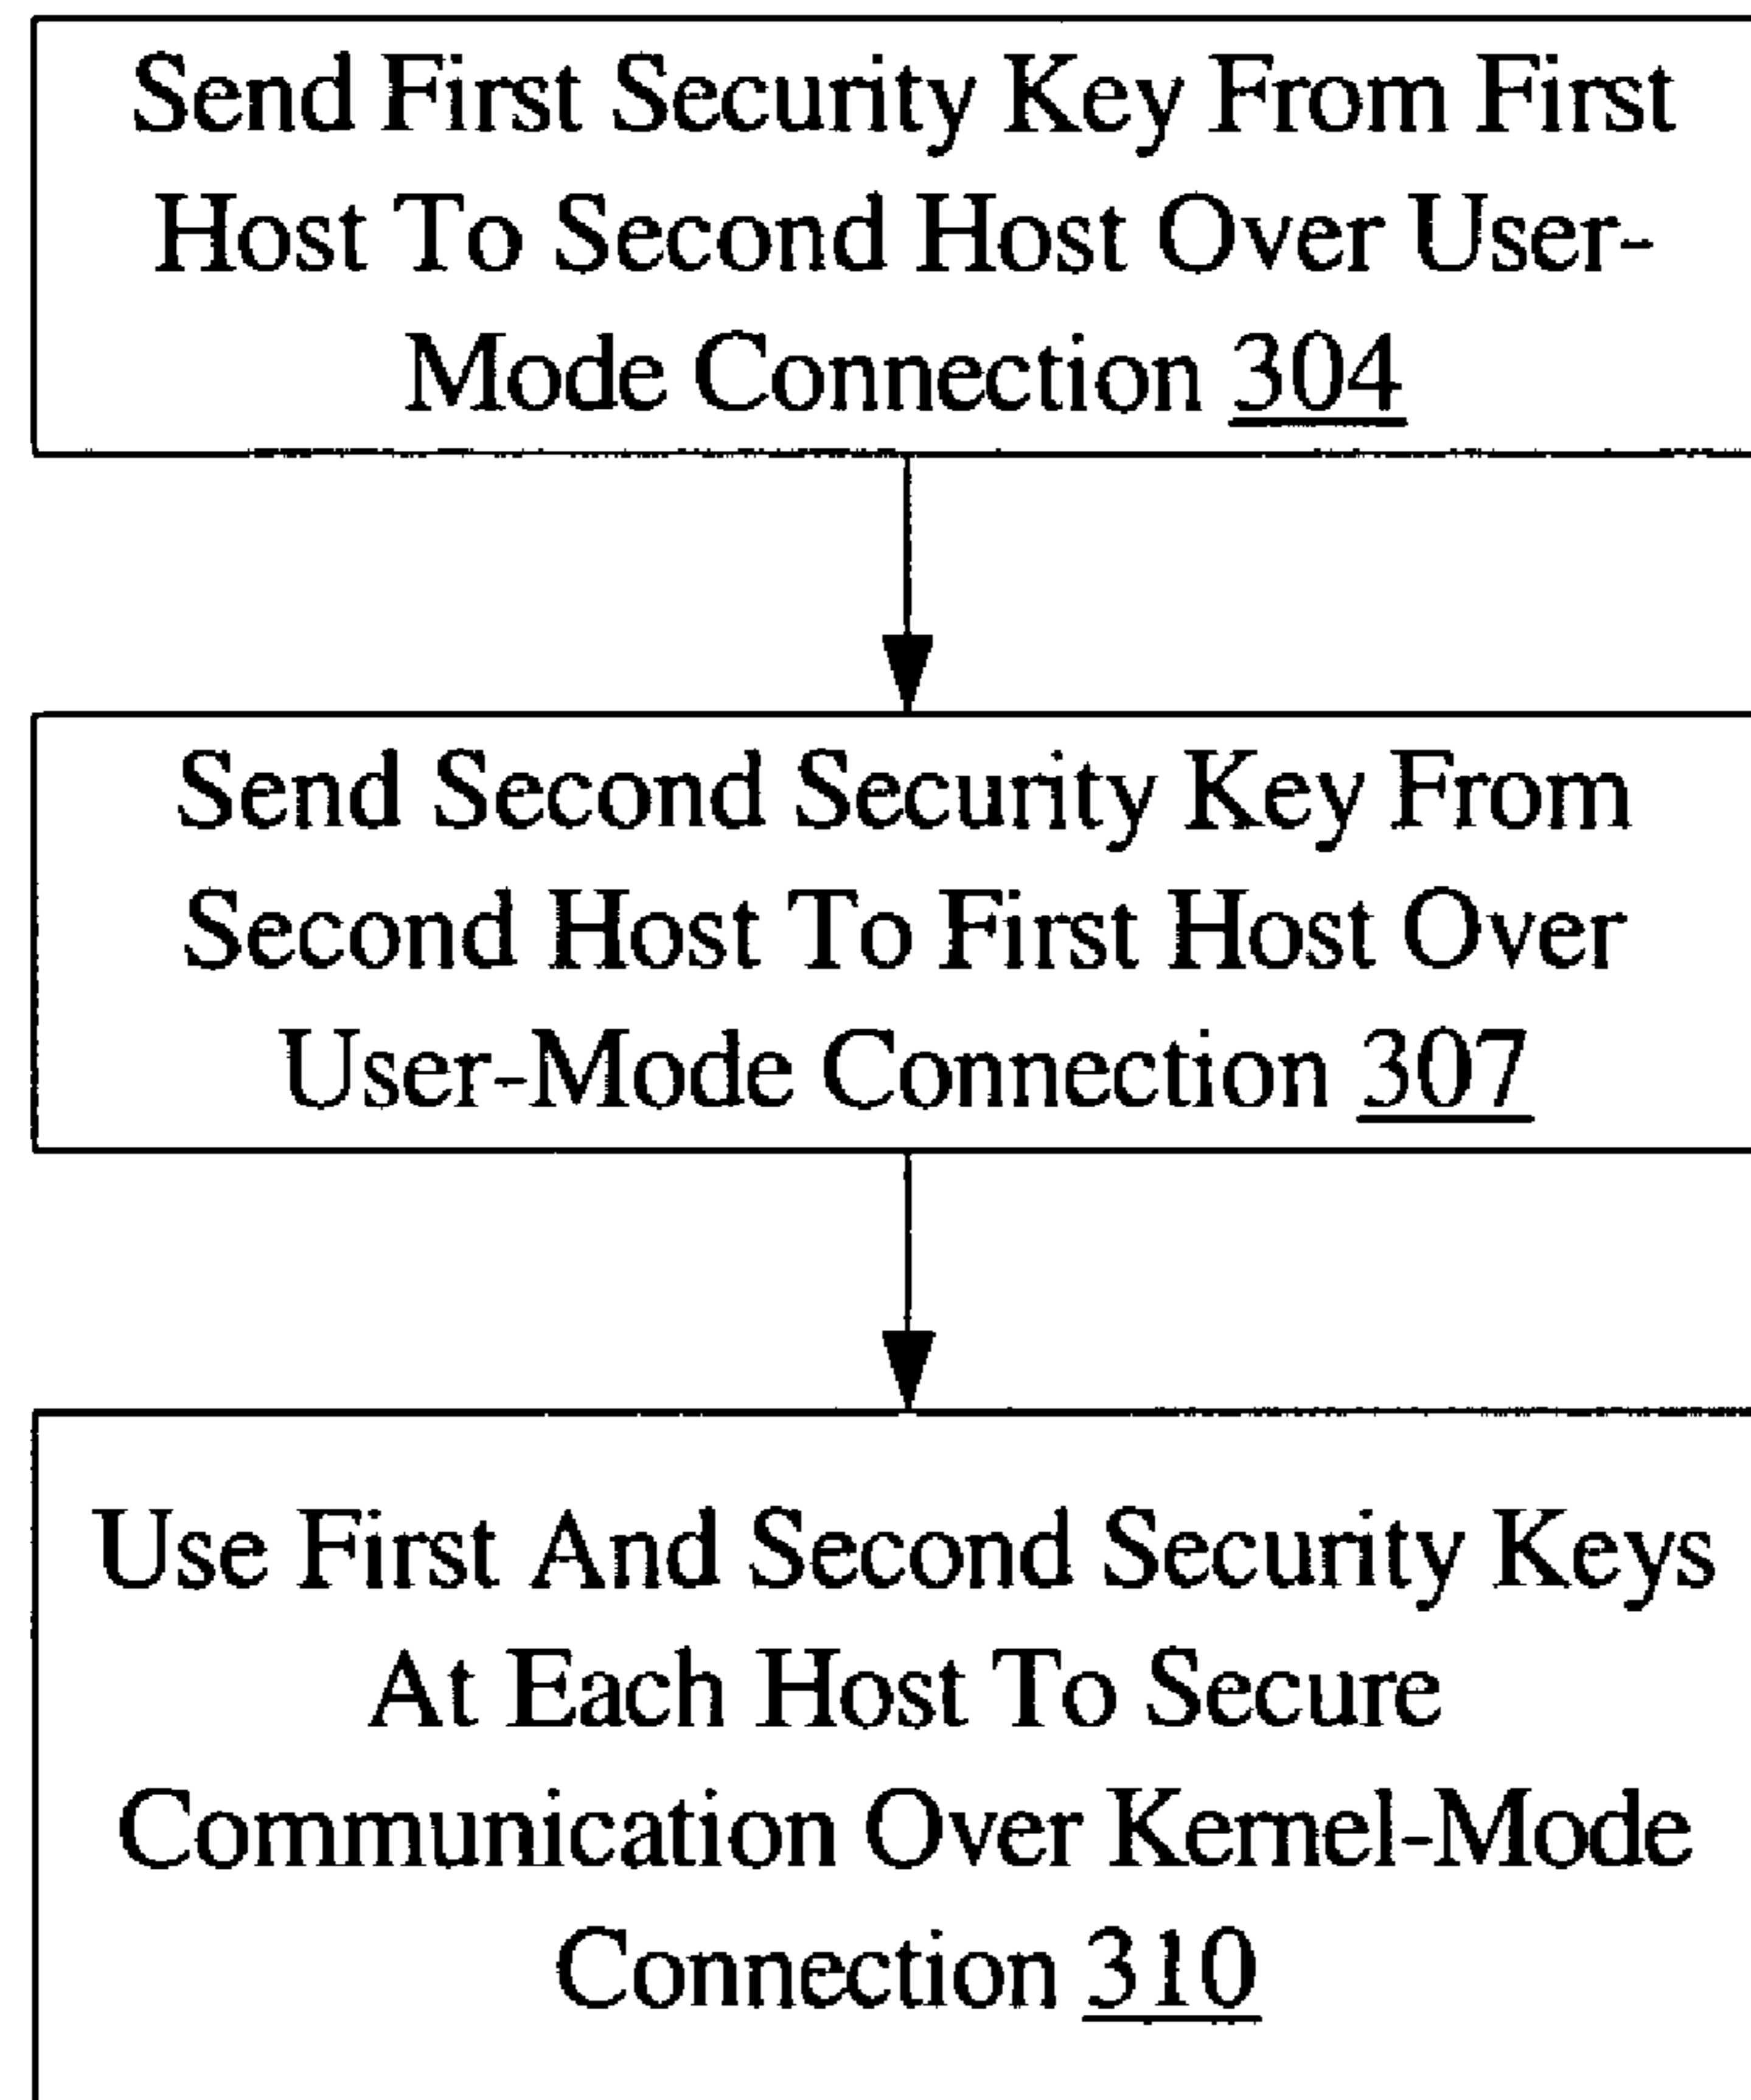 Send First Security Key From First
Host To Second Host Over User-
Mode Connection 304
Send Second Security Key From
Second Host To First Host Over
User-Mode Connection 307
Use First And Second Security Keys
At Each Host To Secure
Communication Over Kernel-Mode
Connection 310